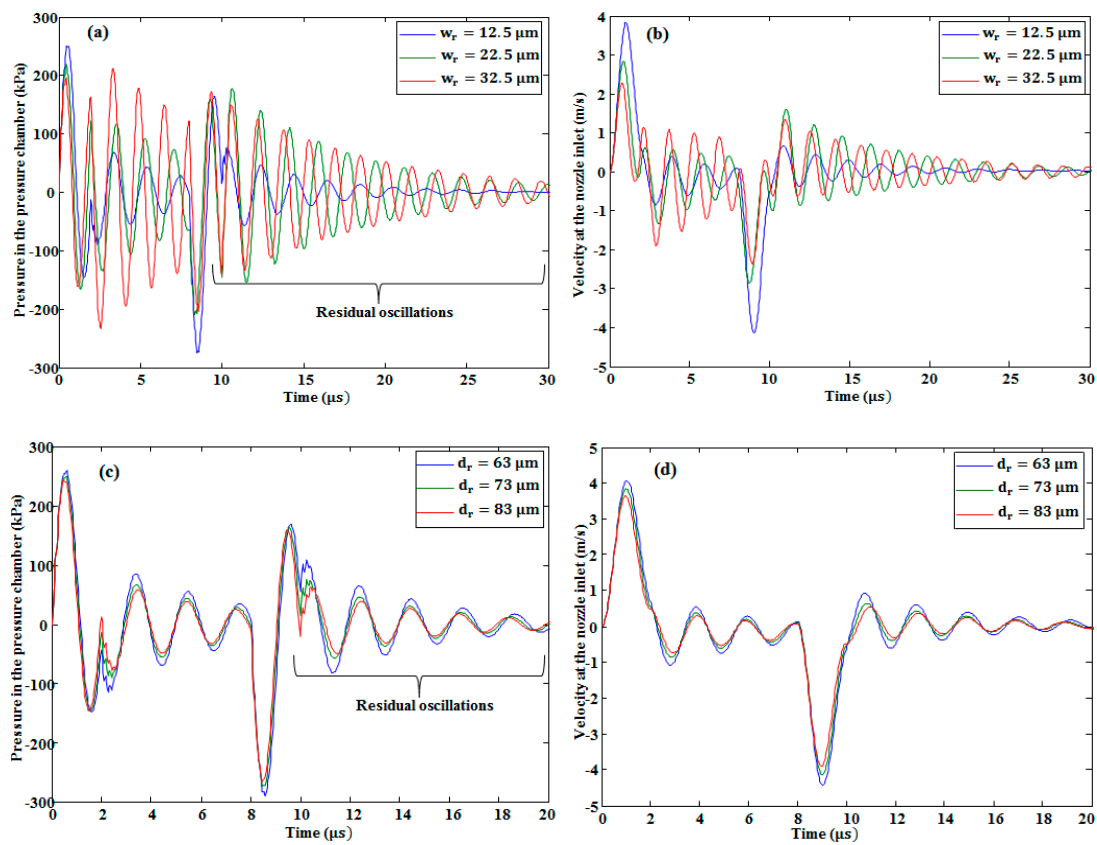 (a)
w_r = 12.5 μm
w_r = 22.5 μm
w_r = 32.5 μm
Pressure in the pressure chamber (kPa)
300
200
100
0
-100
-200
-300
Residual oscillations
0 5 10 15 20 25 30
Time (μs)
(b)
w_r = 12.5 μm
w_r = 22.5 μm
w_r = 32.5 μm
Velocity at the nozzle inlet (m/s)
4
3
2
1
0
-1
-2
-3
-4
-5
0 5 10 15 20 25 30
Time (μs)
(c)
d_r = 63 μm
d_r = 73 μm
d_r = 83 μm
Pressure in the pressure chamber (kPa)
300
200
100
0
-100
-200
-300
Residual oscillations
0 2 4 6 8 10 12 14 16 18 20
Time (μs)
(d)
d_r = 63 μm
d_r = 73 μm
d_r = 83 μm
Velocity at the nozzle inlet (m/s)
5
4
3
2
1
0
-1
-2
-3
-4
-5
0 2 4 6 8 10 12 14 16 18 20
Time (μs)